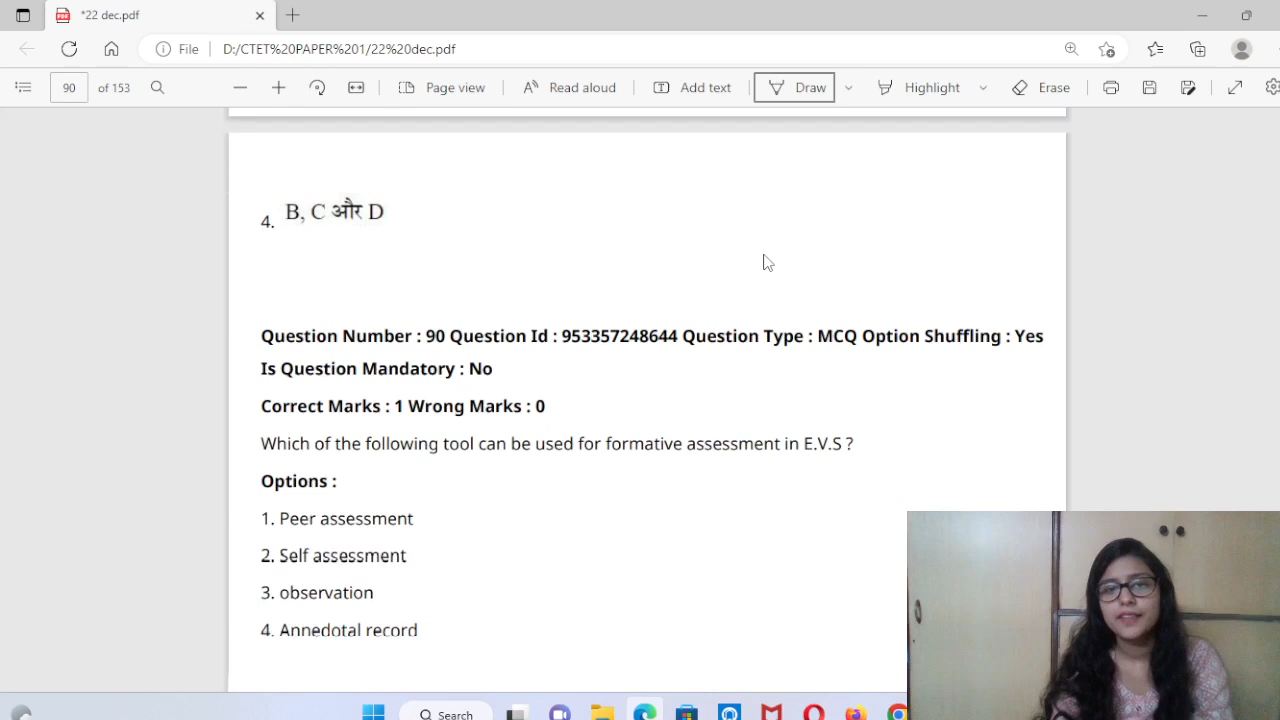 *22 dec.pdf
File D:/CTET%20PAPER%201/22%20dec.pdf
90 of 153 Page view Read aloud Add text Draw Highlight Erase
4. B, C और D
Question Number : 90 Question Id : 953357248644 Question Type : MCQ Option Shuffling : Yes
Is Question Mandatory : No
Correct Marks : 1 Wrong Marks : 0
Which of the following tool can be used for formative assessment in E.V.S ?
Options :
1. Peer assessment
2. Self assessment
3. observation
4. Annedotal record
Search